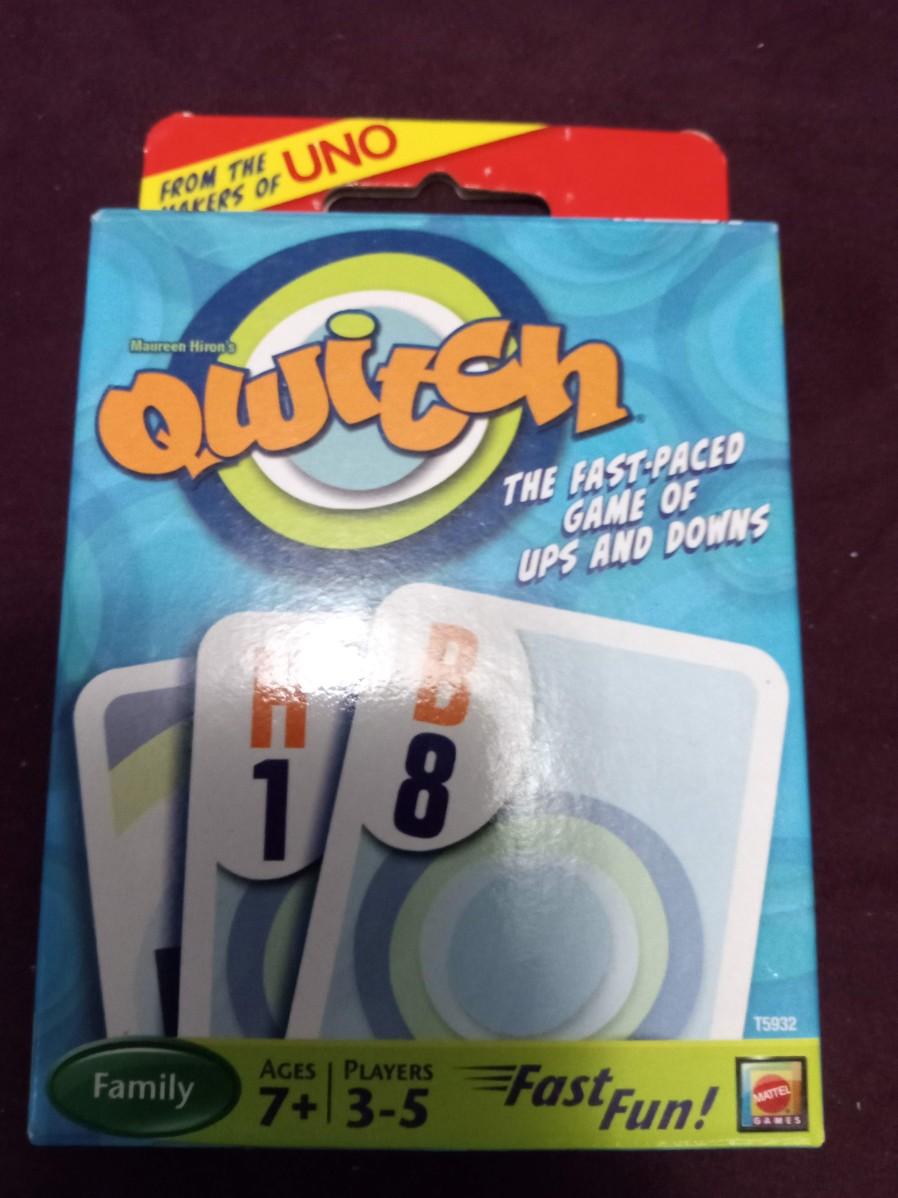 FROM THE
MAKERS OF UNO
Maureen Hiron's
Qwitch
THE FAST-PACED
GAME OF
UPS AND DOWNS
H
1
B
8
T5932
Family
AGES
7+
PLAYERS
3-5
Fast
Fun!
MATTEL
GAMES